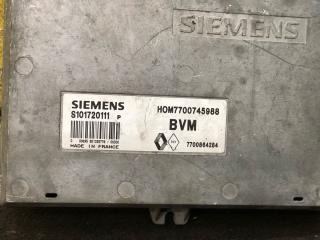 SIEMENS
SIEMENS
S101720111 P
HOM7700745988
BVM
7700864284
MADE IN FRANCE